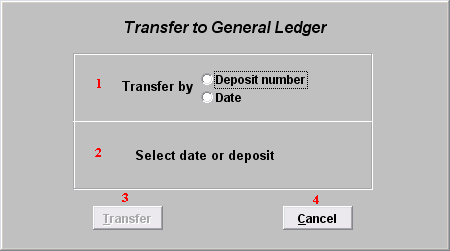 Transfer to General Ledger
1 Transfer by Deposit number
Date
2 Select date or deposit
3 4
Transfer Cancel